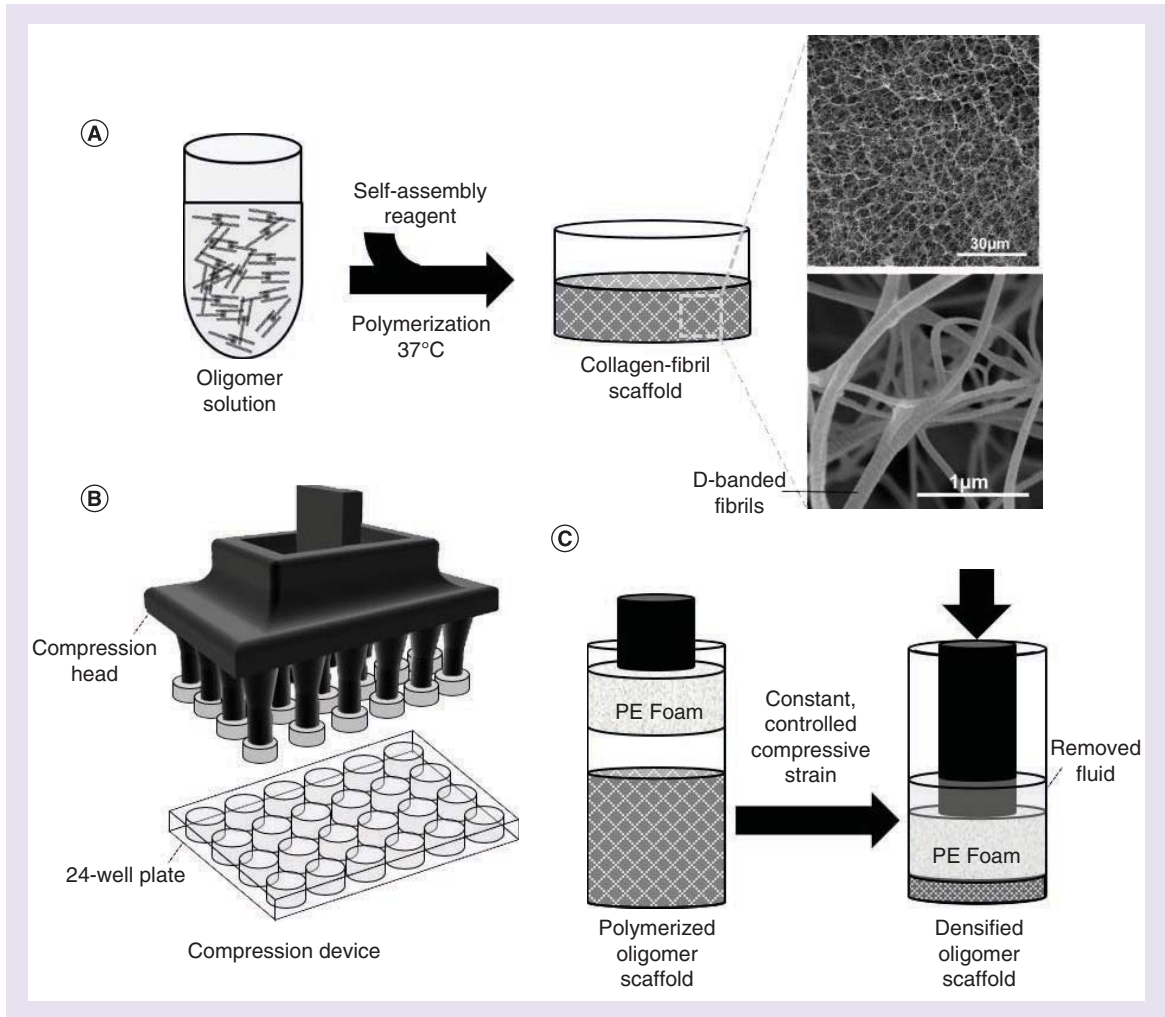 A
Self-assembly
reagent
Polymerization
37°C
Oligomer
solution
Collagen-fibril
scaffold
30µm
1µm
D-banded
fibrils
B
Compression
head
24-well plate
Compression device
C
PE Foam
Constant,
controlled
compressive
strain
Removed
fluid
PE Foam
Polymerized
oligomer
scaffold
Densified
oligomer
scaffold